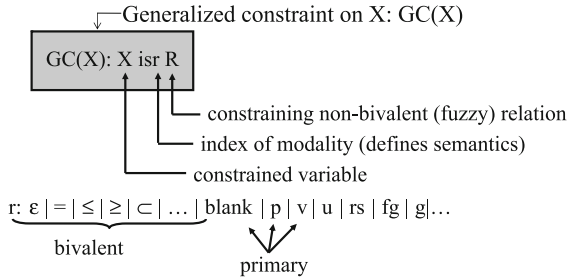 Generalized constraint on X: GC(X)
GC(X): X isr R
constraining non-bivalent (fuzzy) relation
index of modality (defines semantics)
constrained variable
r: ε | = | ≤ | ≥ | ⊂ | … | blank | p | v | u | rs | fg | g|…
bivalent
primary